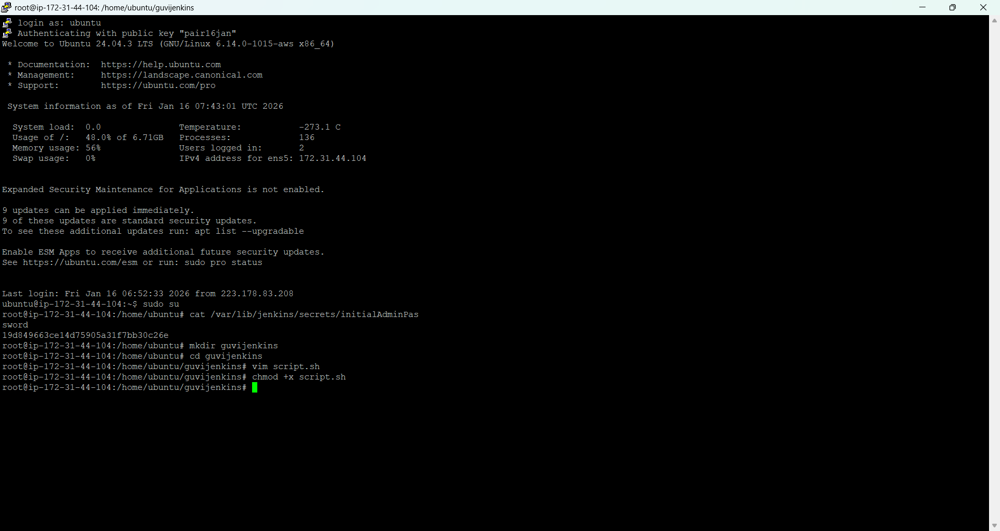 root@ip-172-31-44-104: /home/ubuntu/guvijenkins
login as: ubuntu
Authenticating with public key "pair16jan"
Welcome to Ubuntu 24.04.3 LTS (GNU/Linux 6.14.0-1015-aws x86_64)
* Documentation:  https://help.ubuntu.com
* Management:     https://landscape.canonical.com
* Support:        https://ubuntu.com/pro
System information as of Fri Jan 16 07:43:01 UTC 2026
System load:  0.0               Temperature:           -273.1 C
Usage of /:   48.0% of 6.71GB   Processes:             136
Memory usage: 56%               Users logged in:       2
Swap usage:   0%                IPv4 address for ens5: 172.31.44.104
Expanded Security Maintenance for Applications is not enabled.
9 updates can be applied immediately.
9 of these updates are standard security updates.
To see these additional updates run: apt list --upgradable
Enable ESM Apps to receive additional future security updates.
See https://ubuntu.com/esm or run: sudo pro status
Last login: Fri Jan 16 06:52:33 2026 from 223.178.83.208
ubuntu@ip-172-31-44-104:~$ sudo su
root@ip-172-31-44-104:/home/ubuntu# cat /var/lib/jenkins/secrets/initialAdminPas
sword
19d849663ce14d75905a31f7bb30c26e
root@ip-172-31-44-104:/home/ubuntu# mkdir guvijenkins
root@ip-172-31-44-104:/home/ubuntu# cd guvijenkins
root@ip-172-31-44-104:/home/ubuntu/guvijenkins# vim script.sh
root@ip-172-31-44-104:/home/ubuntu/guvijenkins# chmod +x script.sh
root@ip-172-31-44-104:/home/ubuntu/guvijenkins#